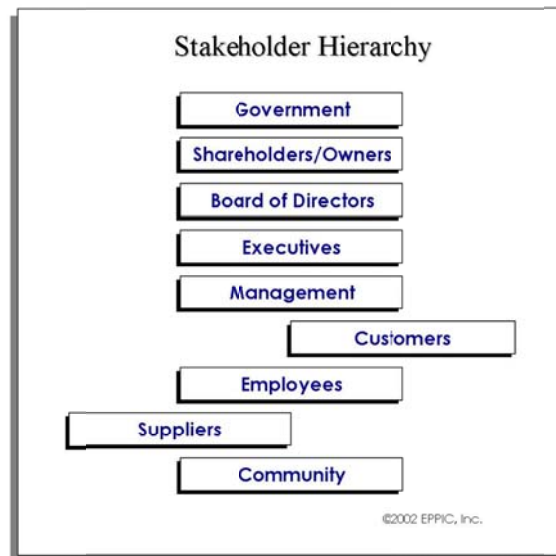 Stakeholder Hierarchy
Government
Shareholders/Owners
Board of Directors
Executives
Management
Customers
Employees
Suppliers
Community
©2002 EPPIC, Inc.